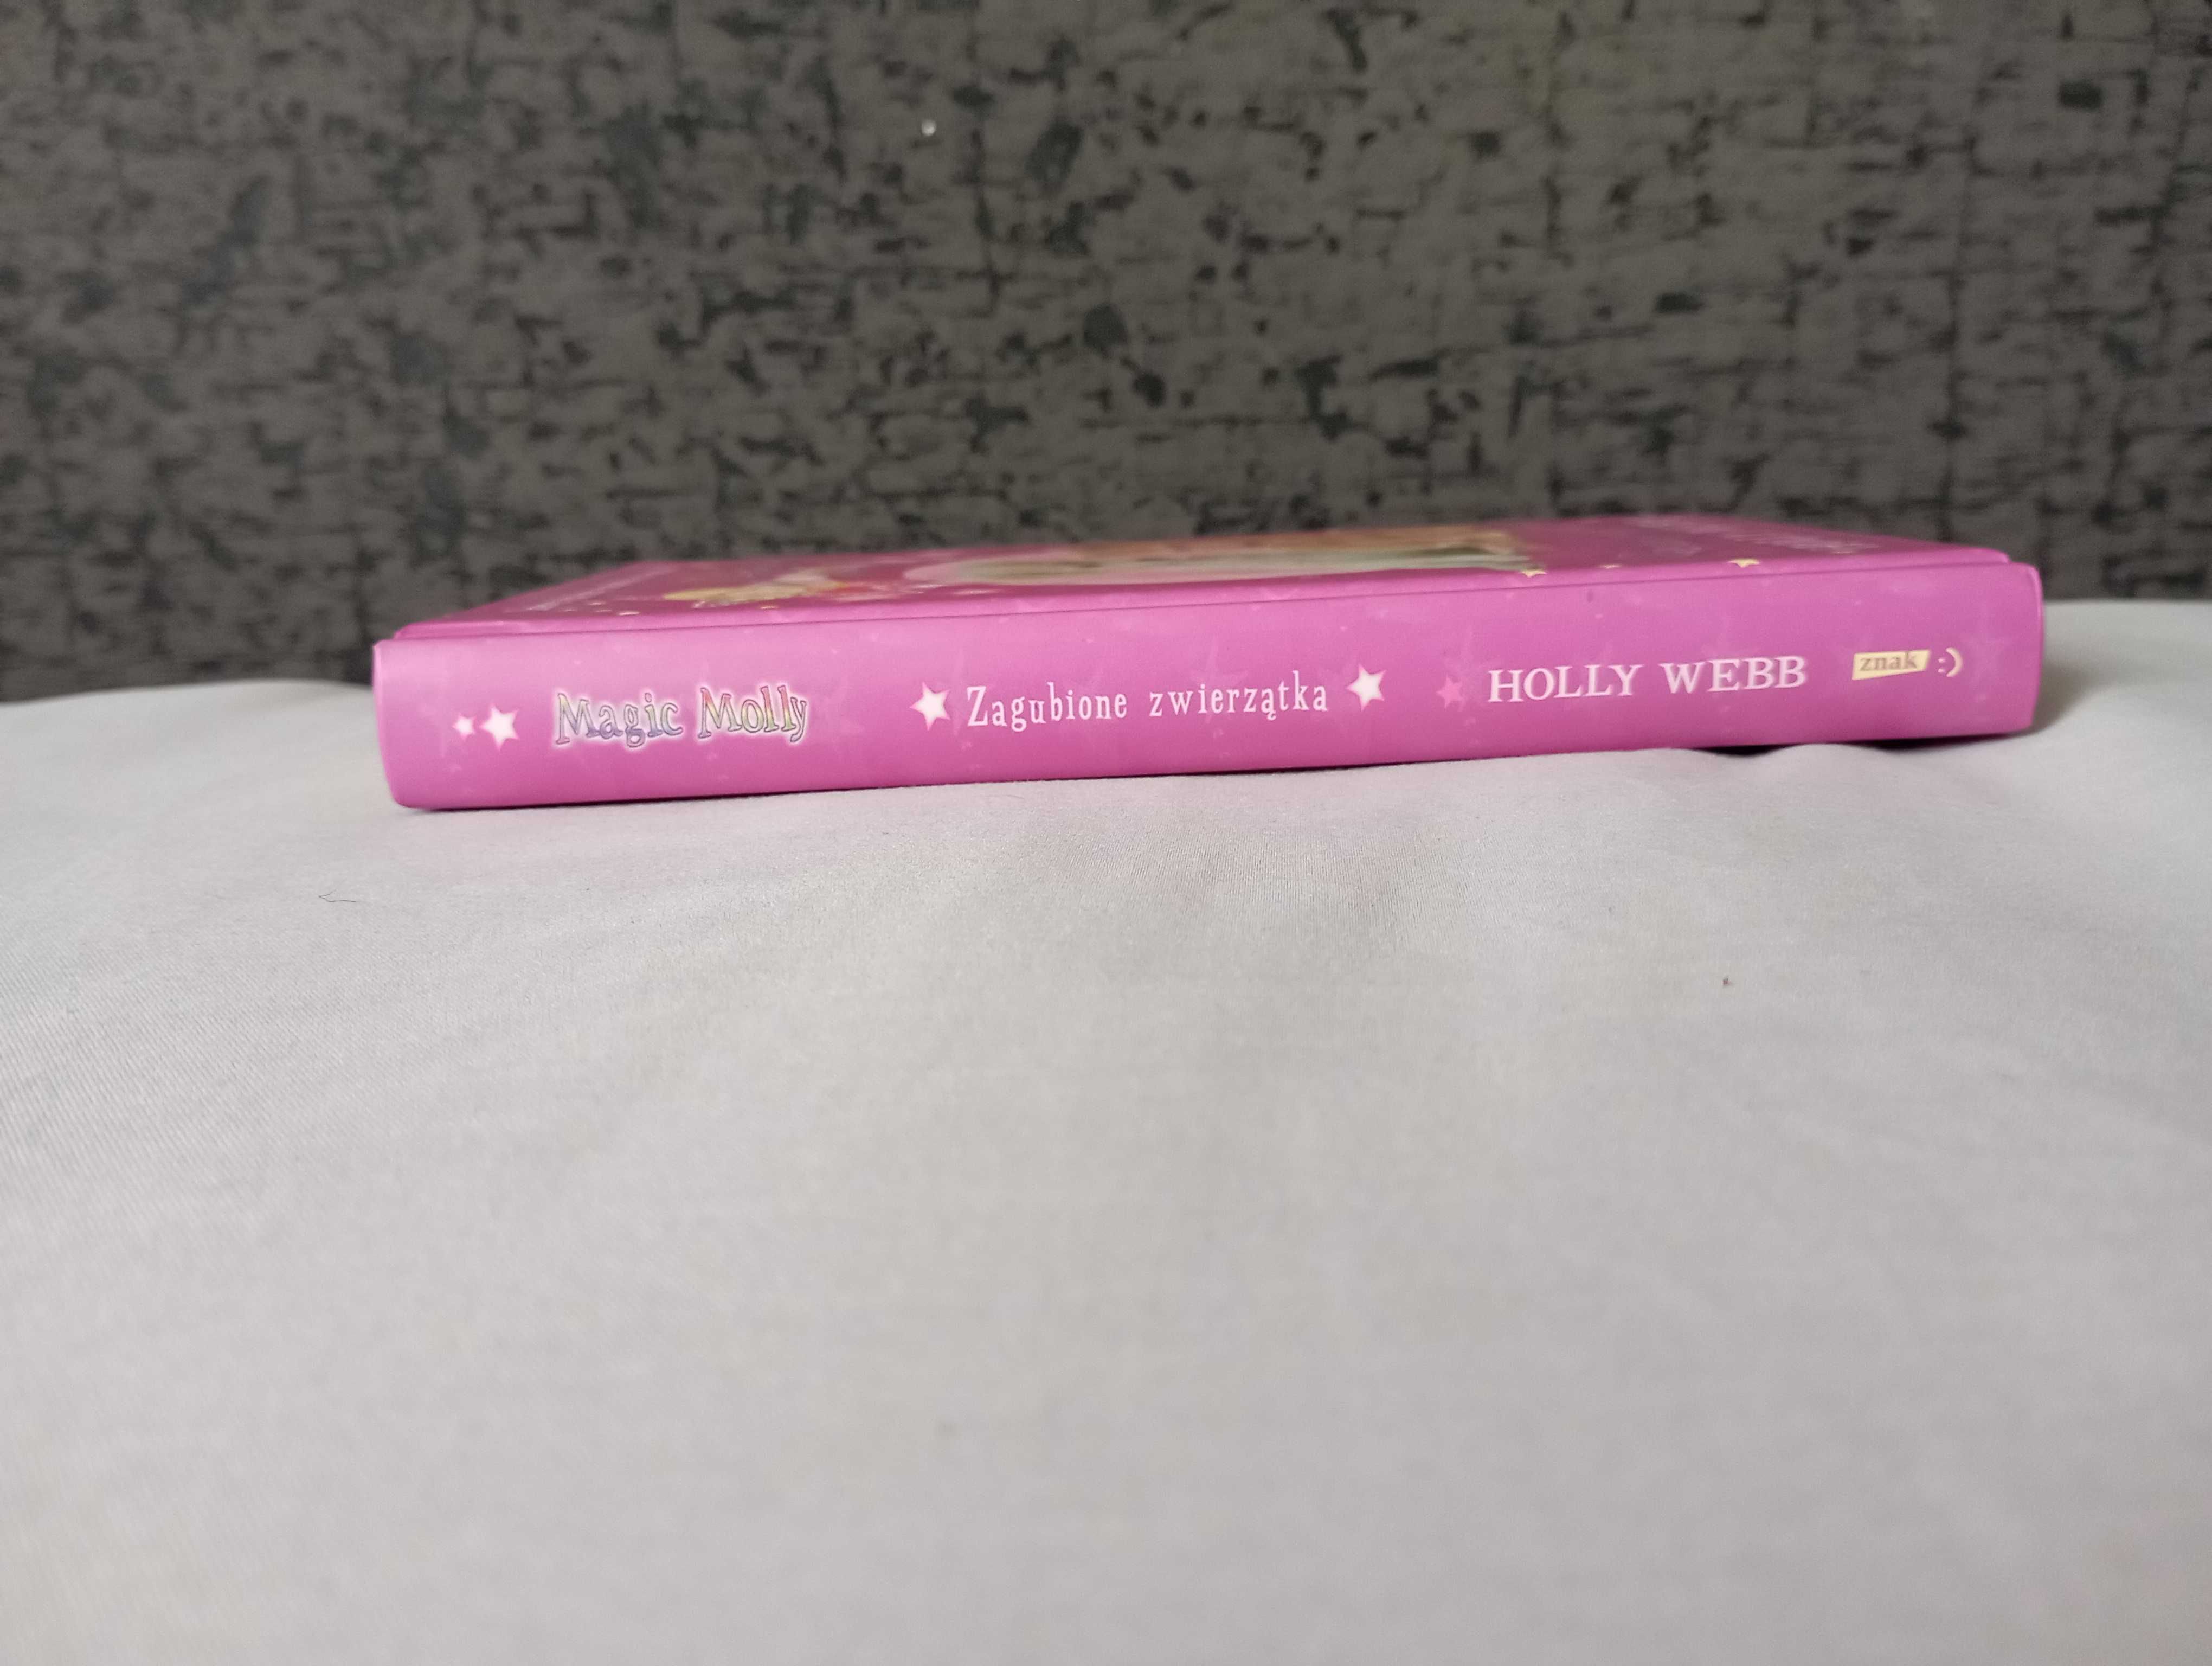 Magic Molly Zagubione zwierzątka HOLLY WEBB znak :)